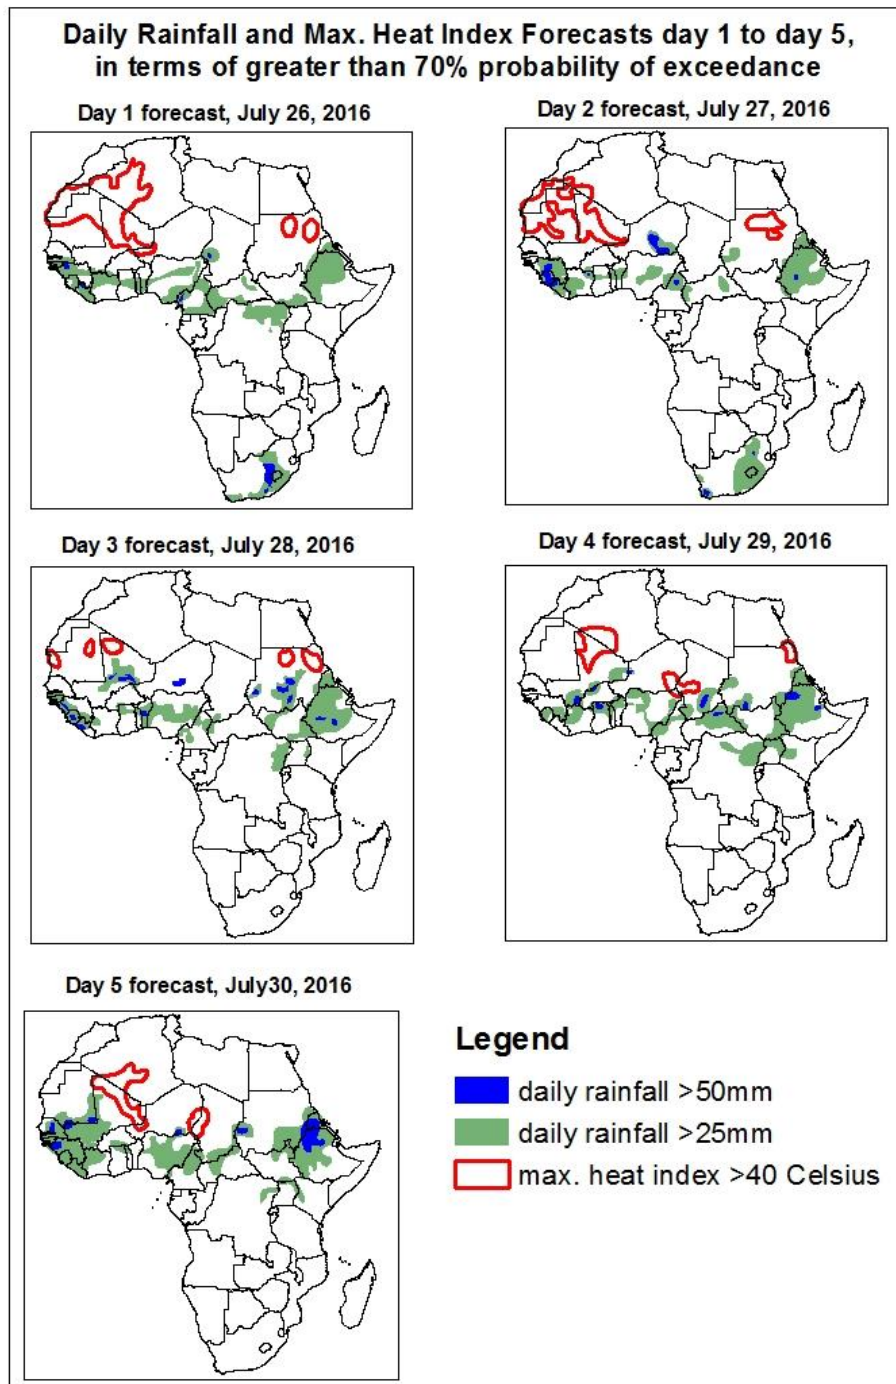 Daily Rainfall and Max. Heat Index Forecasts day 1 to day 5,
in terms of greater than 70% probability of exceedance
Day 1 forecast, July 26, 2016
Day 2 forecast, July 27, 2016
Day 3 forecast, July 28, 2016
Day 4 forecast, July 29, 2016
Day 5 forecast, July30, 2016
Legend
daily rainfall >50mm
daily rainfall >25mm
max. heat index >40 Celsius